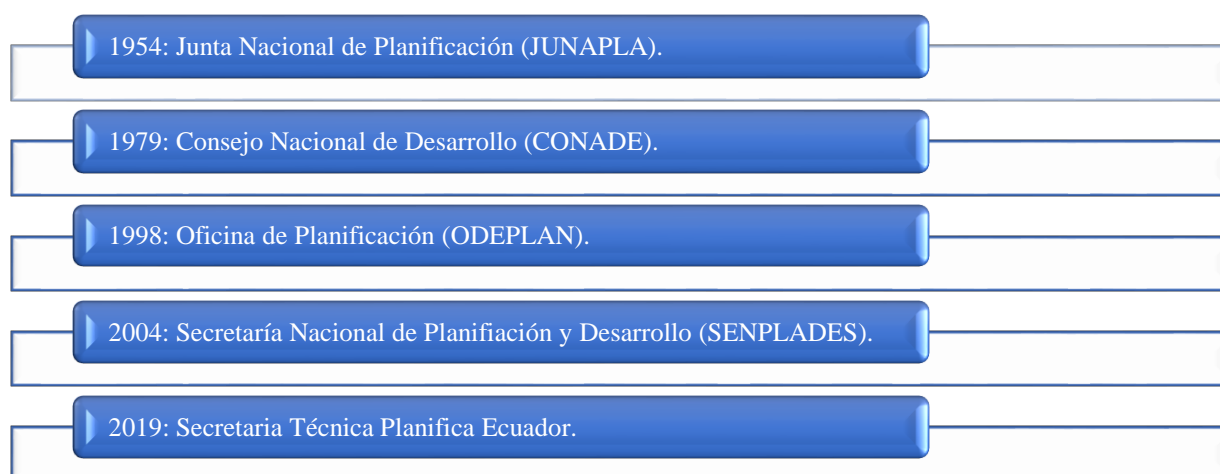 1954: Junta Nacional de Planificación (JUNAPLA).
1979: Consejo Nacional de Desarrollo (CONADE).
1998: Oficina de Planificación (ODEPLAN).
2004: Secretaría Nacional de Planifiación y Desarrollo (SENPLADES).
2019: Secretaria Técnica Planifica Ecuador.